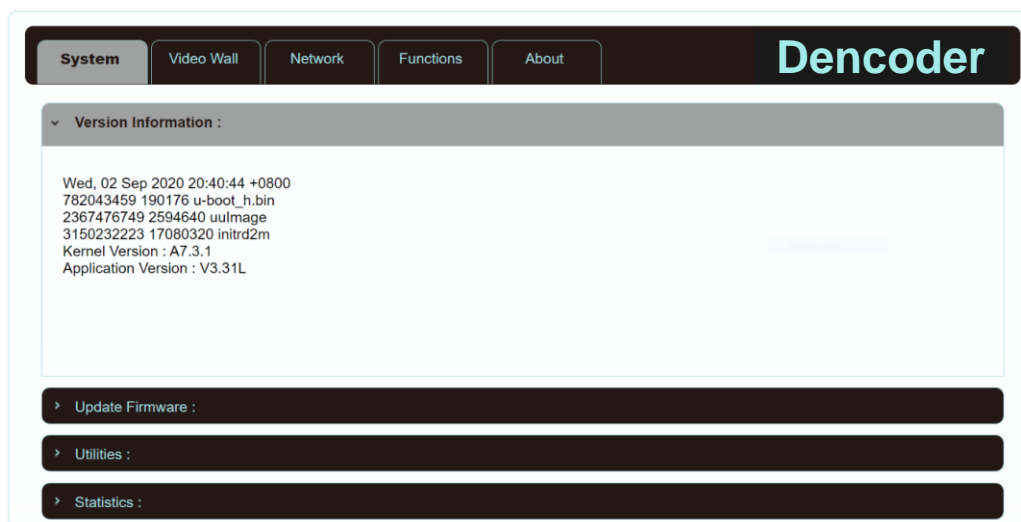 System Video Wall Network Functions About Dencoder
Version Information :
Wed, 02 Sep 2020 20:40:44 +0800
782043459 190176 u-boot_h.bin
2367476749 2594640 uuImage
3150232223 17080320 initrd2m
Kernel Version : A7.3.1
Application Version : V3.31L
Update Firmware :
Utilities :
Statistics :